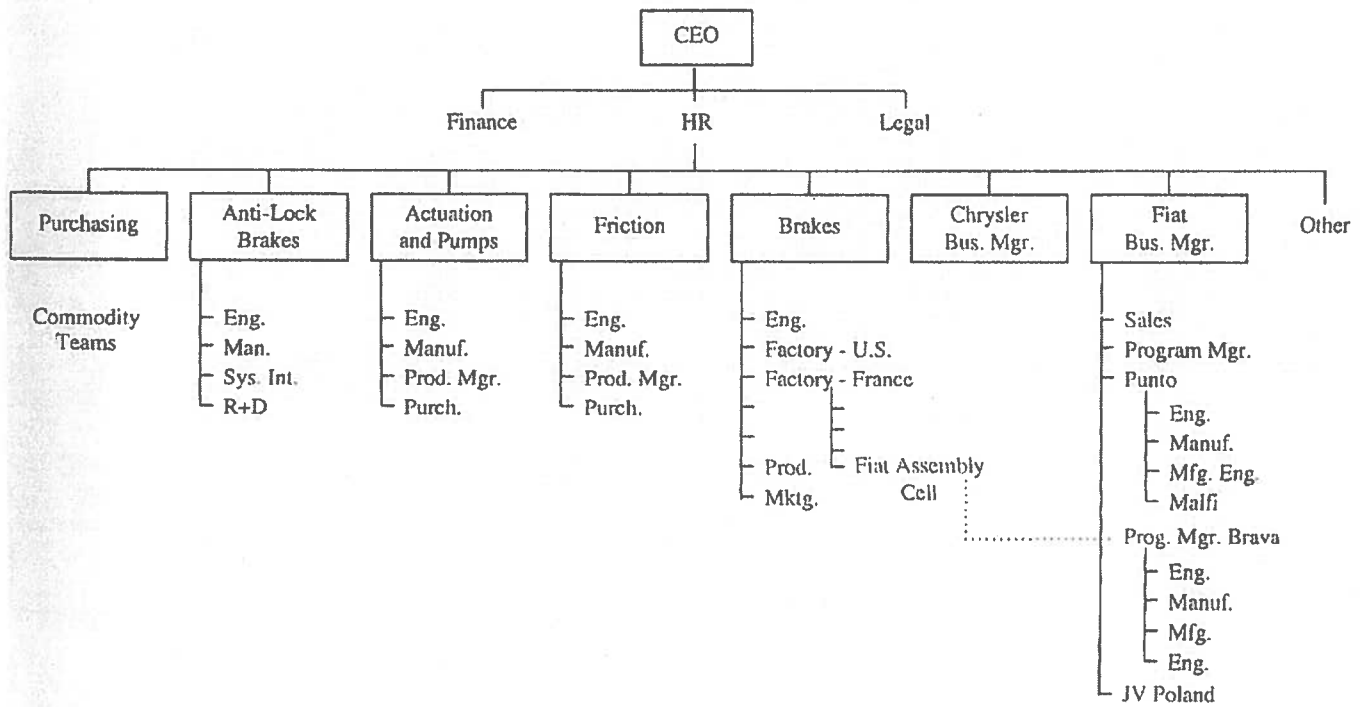 CEO
Finance
HR
Legal
Purchasing
Anti-Lock
Brakes
Actuation
and Pumps
Friction
Brakes
Chrysler
Bus. Mgr.
Fiat
Bus. Mgr.
Other
Commodity
Teams
Eng.
Man.
Sys. Int.
R+D
Eng.
Manuf.
Prod. Mgr.
Purch.
Eng.
Manuf.
Prod. Mgr.
Purch.
Eng.
Factory - U.S.
Factory - France
Fiat Assembly
Cell
Prod.
Mktg.
Sales
Program Mgr.
Punto
Eng.
Manuf.
Mfg. Eng.
Malfi
Prog. Mgr. Brava
Eng.
Manuf.
Mfg.
Eng.
JV Poland